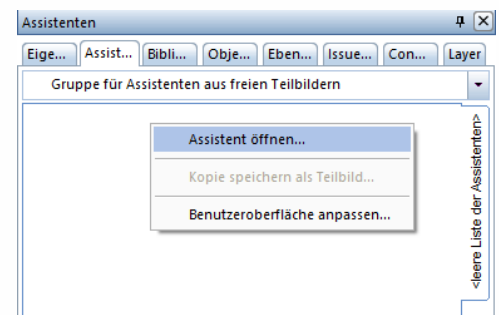 Assistenten
Eige... Assist... Bibli... Obje... Eben... Issue... Con... Layer
Gruppe für Assistenten aus freien Teilbildern
Assistent öffnen...
Kopie speichern als Teilbild...
Benutzeroberfläche anpassen...
<leere Liste der Assistenten>